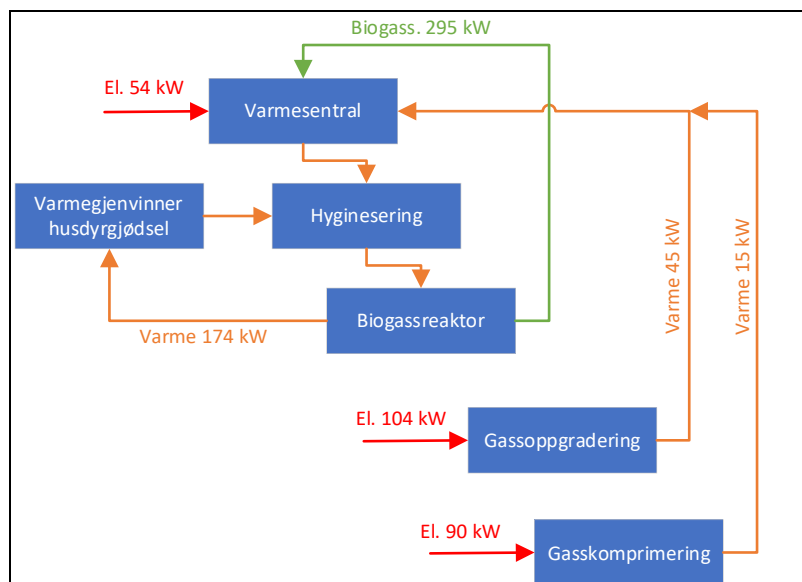 Biogass. 295 kW
El. 54 kW
Varmesentral
Varmegjenvinner
husdyrgjødsel
Hyginesering
Varme 174 kW
Biogassreaktor
Varme 45 kW
Varme 15 kW
El. 104 kW
Gassoppgradering
El. 90 kW
Gasskomprimering